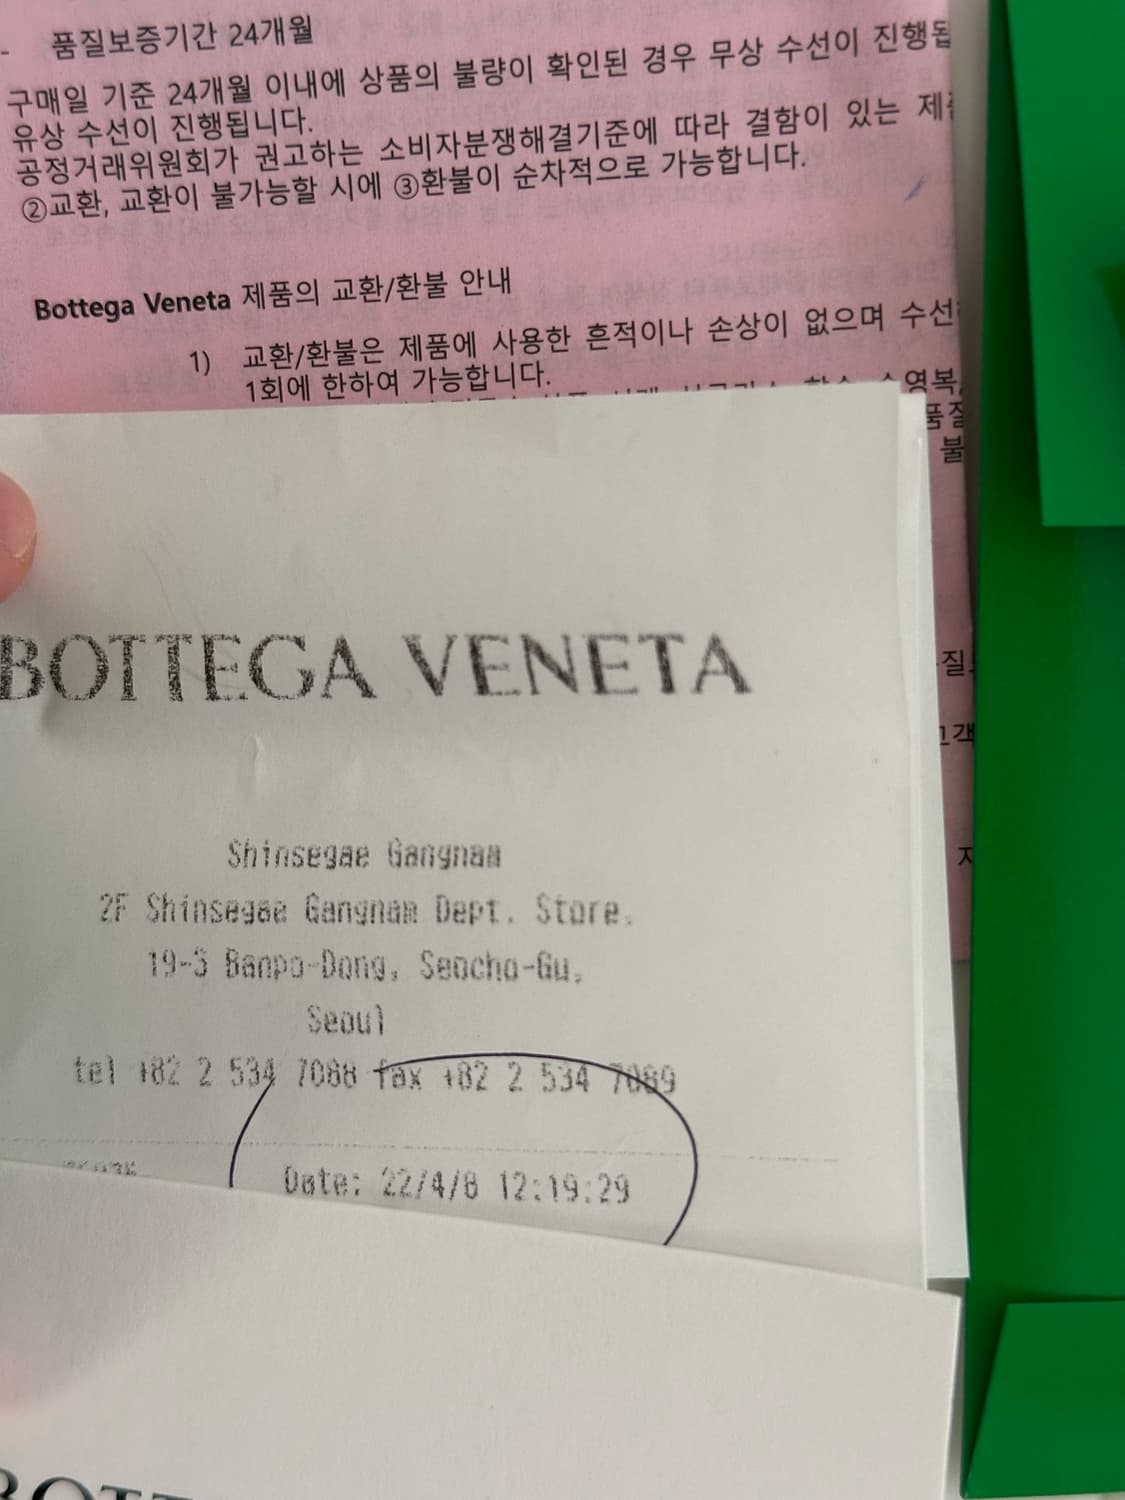 - 품질보증기간 24개월
구매일 기준 24개월 이내에 상품의 불량이 확인된 경우 무상 수선이 진행됩
유상 수선이 진행됩니다.
공정거래위원회가 권고하는 소비자분쟁해결기준에 따라 결함이 있는
②교환, 교환이 불가능할 시에 ③환불이 순차적으로 가능합니다.
Bottega Veneta 제품의 교환/환불 안내
1) 교환/환불은 제품에 사용한 흔적이나 손상이 없으며 수선
1회에 한하여 가능합니다.
영복,
품질
불
고객
BOTTEGA VENETA
Shinsegae Gangnam
2F Shinsegae Gangnam Dept. Store.
19-3 Banpo-Dong, Seocho-Gu,
Seoul
tel +82 2 534 7088 fax +82 2 534 7089
Date: 22/4/8 12:19:29